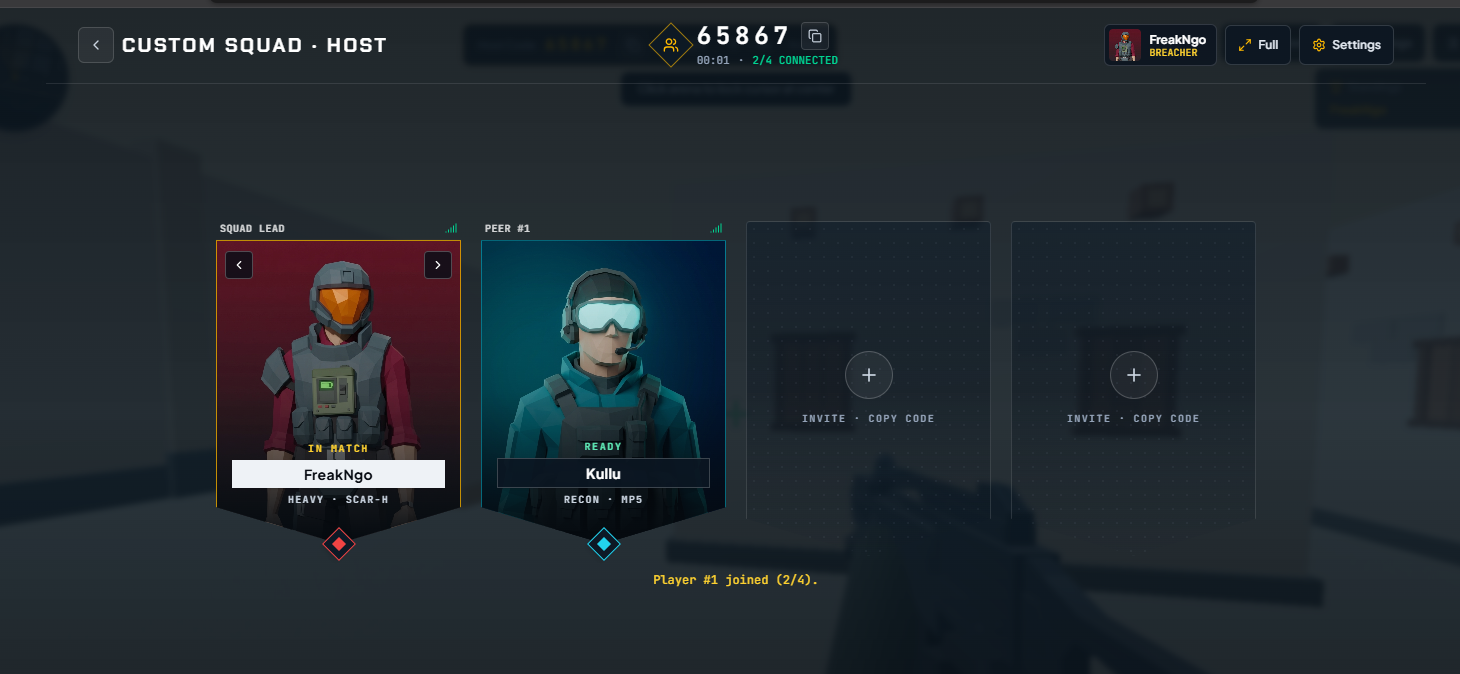 CUSTOM SQUAD · HOST
65867
00:01 · 2/4 CONNECTED
FreakNgo
BREACHER
Full
Settings
SQUAD LEAD
PEER #1
IN MATCH
FreakNgo
HEAVY · SCAR-H
READY
Kullu
RECON · MP5
INVITE · COPY CODE
INVITE · COPY CODE
Player #1 joined (2/4).